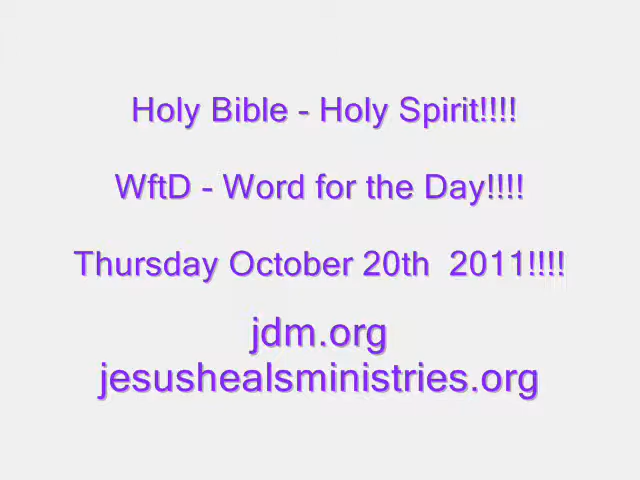 Holy Bible - Holy Spirit!!!!
WftD - Word for the Day!!!!
Thursday October 20th  2011!!!!
jdm.org
jesushealsministries.org